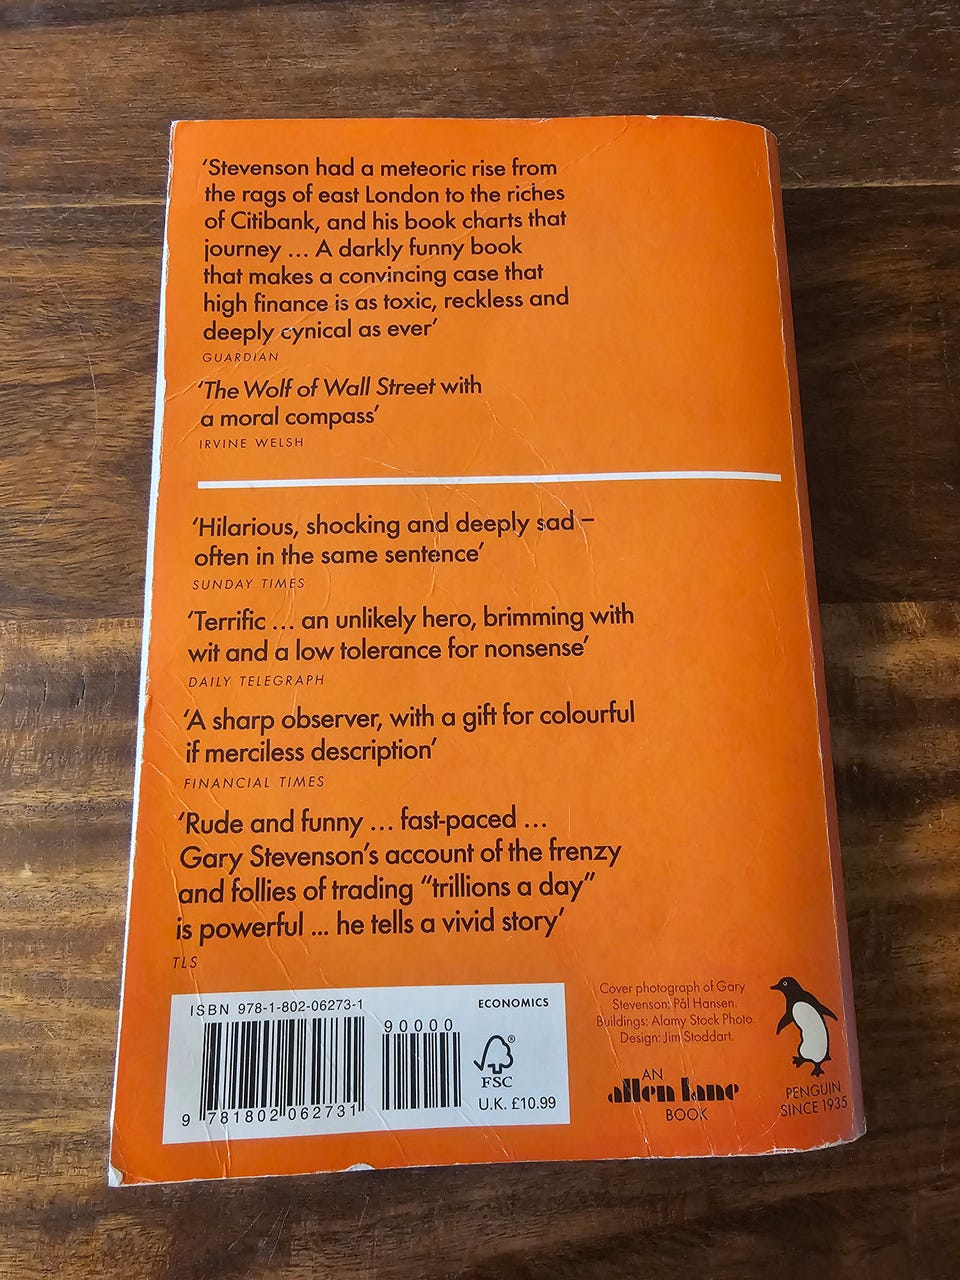 ‘Stevenson had a meteoric rise from
the rags of east London to the riches
of Citibank, and his book charts that
journey … A darkly funny book
that makes a convincing case that
high finance is as toxic, reckless and
deeply cynical as ever’
GUARDIAN
‘The Wolf of Wall Street with
a moral compass’
IRVINE WELSH
‘Hilarious, shocking and deeply sad –
often in the same sentence’
SUNDAY TIMES
‘Terrific … an unlikely hero, brimming with
wit and a low tolerance for nonsense’
DAILY TELEGRAPH
‘A sharp observer, with a gift for colourful
if merciless description’
FINANCIAL TIMES
‘Rude and funny … fast-paced …
Gary Stevenson’s account of the frenzy
and follies of trading “trillions a day”
is powerful ... he tells a vivid story’
TLS
ISBN 978-1-802-06273-1
ECONOMICS
90000
FSC®
U.K. £10.99
9 781802 062731
Cover photograph of Gary
Stevenson: Pål Hansen.
Buildings: Alamy Stock Photo.
Design: Jim Stoddart.
AN
allen lane
BOOK
PENGUIN
SINCE 1935